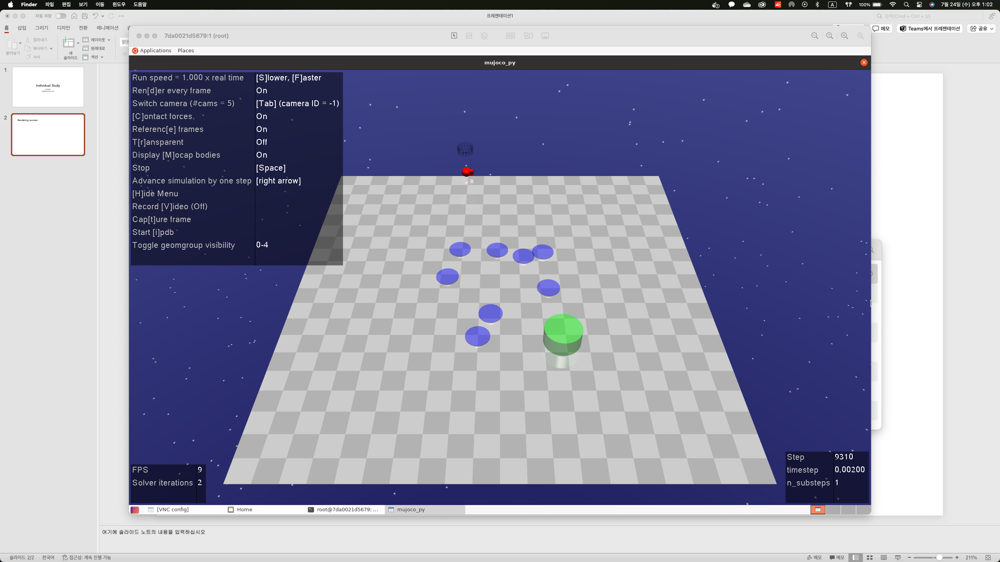 Finder 파일 편집 보기 이동 윈도우 도움말
A 100% 7월 24일 (수) 오후 1:02
자동 저장
프레젠테이션1
검색(Cmd + Ctrl + U)
홈 삽입 그리기 디자인 전환 애니메이션
메모 Teams에서 프레젠테이션 공유
붙여넣기
잘라내기
복사하기
서식
새
슬라이드
레이아웃
원래대로
섹션
맑은
가
7da0021d5679:1 (root)
Applications Places
mujoco_py
1
Individual Study
2
Rendering success
Run speed = 1.000 x real time [S]lower, [F]aster
Ren[d]er every frame On
Switch camera (#cams = 5) [Tab] (camera ID = -1)
[C]ontact forces On
Referenc[e] frames On
T[r]ansparent Off
Display [M]ocap bodies On
Stop [Space]
Advance simulation by one step [right arrow]
[H]ide Menu
Record [V]ideo (Off)
Cap[t]ure frame
Start [i]pdb
Toggle geomgroup visibility 0-4
FPS 9
Solver iterations 2
Step 9310
timestep 0.00200
n_substeps 1
[VNC config] Home root@7da0021d5679: ... mujoco_py
여기에 슬라이드 노트의 내용을 입력하십시오
슬라이드 2/2 한국어 접근성: 계속 진행 가능
메모 메모 211%